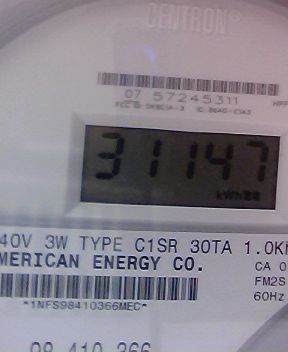 CENTRON®
07 57245311
31147
kWh
40V 3W TYPE C1SR 30TA 1.0K
MERICAN ENERGY CO.
CA 0
FM2S
60Hz
*1NFS98410366MEC*
98 410 366